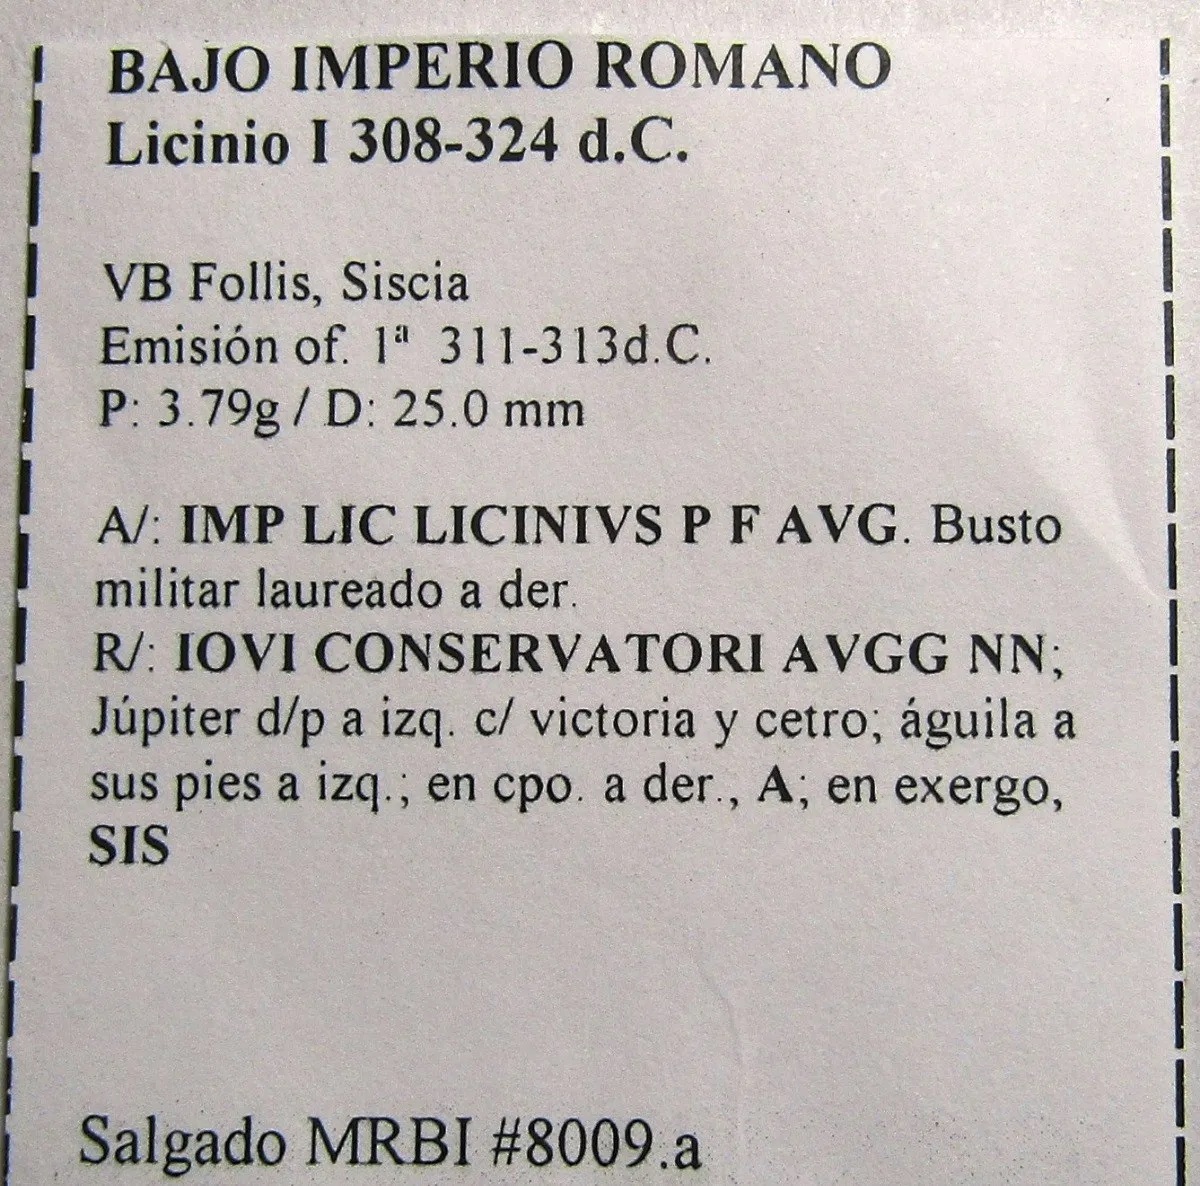 BAJO IMPERIO ROMANO
Licinio I 308-324 d.C.
VB Follis, Siscia
Emisión of. 1ª 311-313d.C.
P: 3.79g / D: 25.0 mm
A/: IMP LIC LICINIVS P F AVG. Busto
militar laureado a der.
R/: IOVI CONSERVATORI AVGG NN;
Júpiter d/p a izq. c/ victoria y cetro; águila a
sus pies a izq.; en cpo. a der., A; en exergo,
SIS
Salgado MRBI #8009.a